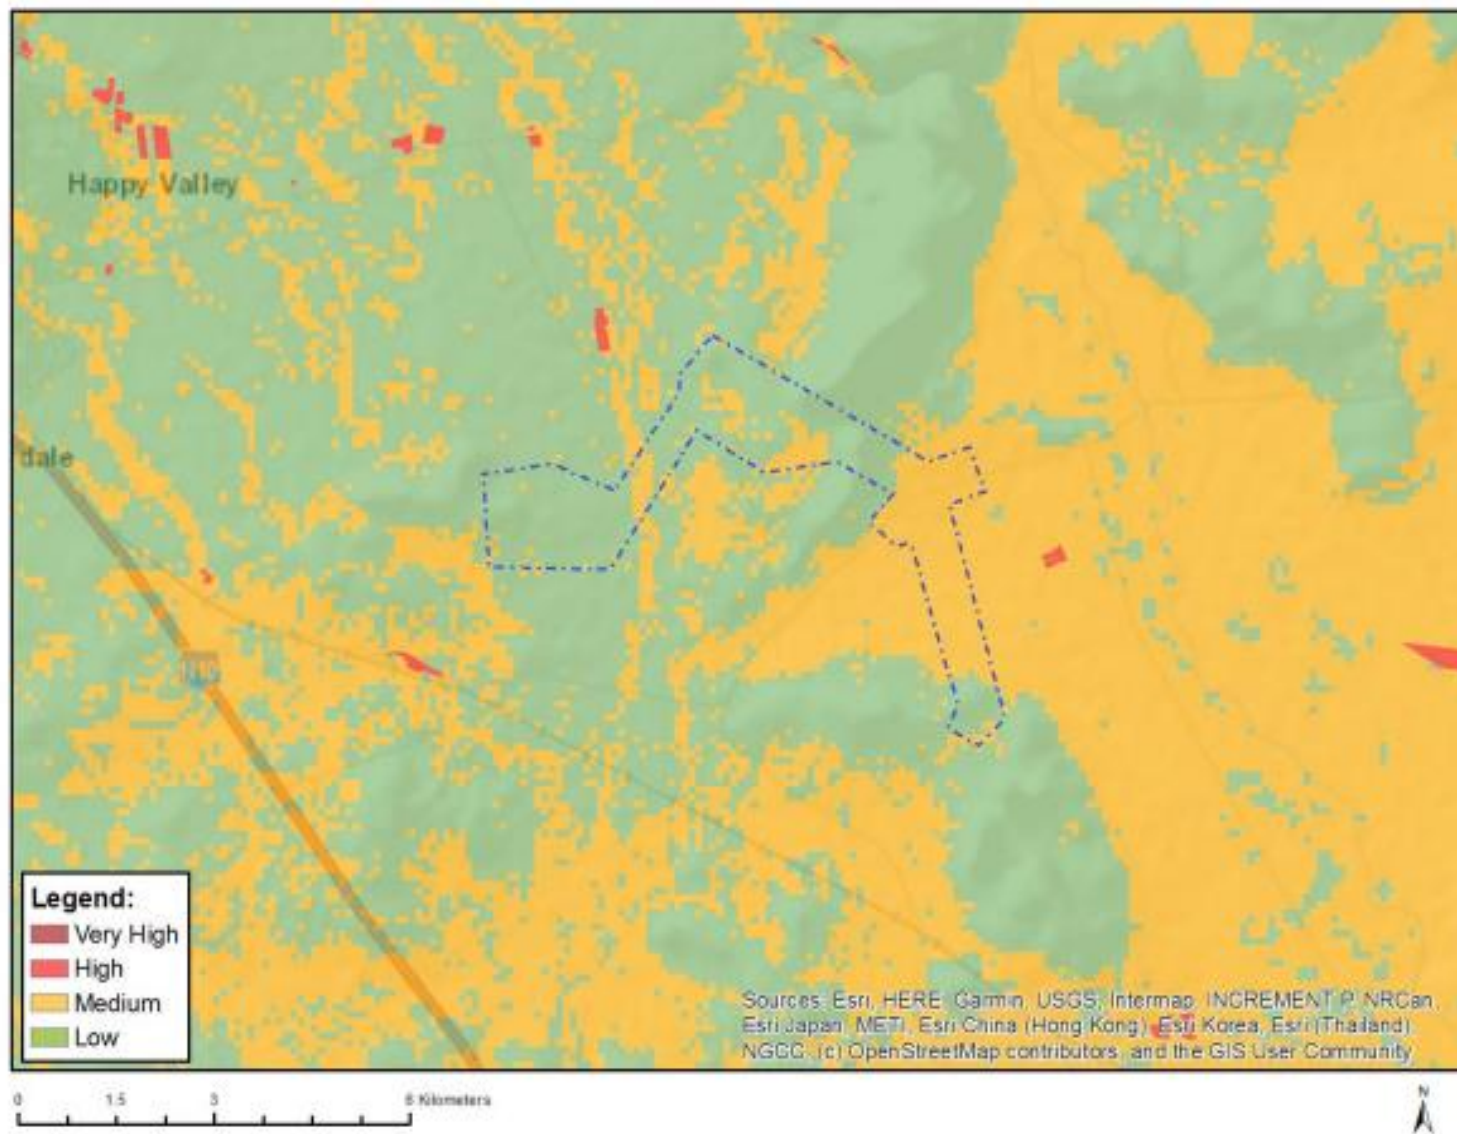 Happy Valley
dale
Legend:
Very High
High
Medium
Low
Sources: Esri, HERE, Garmin, USGS, Intermap, INCREMENT P, NRCan,
Esri Japan, METI, Esri China (Hong Kong), Esri Korea, Esri (Thailand),
NGCC, (c) OpenStreetMap contributors, and the GIS User Community
0 1.5 3 6 Kilometers
N